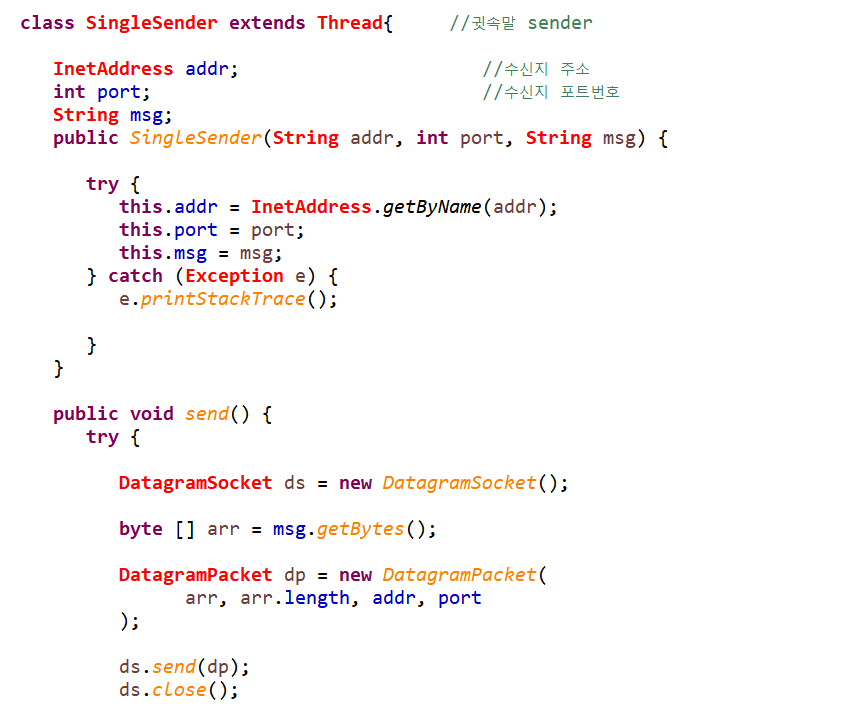 class SingleSender extends Thread{ //귓속말 sender
InetAddress addr; //수신지 주소
int port; //수신지 포트번호
String msg;
public SingleSender(String addr, int port, String msg) {
try {
this.addr = InetAddress.getByName(addr);
this.port = port;
this.msg = msg;
} catch (Exception e) {
e.printStackTrace();
}
}
public void send() {
try {
DatagramSocket ds = new DatagramSocket();
byte [] arr = msg.getBytes();
DatagramPacket dp = new DatagramPacket(
arr, arr.length, addr, port
);
ds.send(dp);
ds.close();